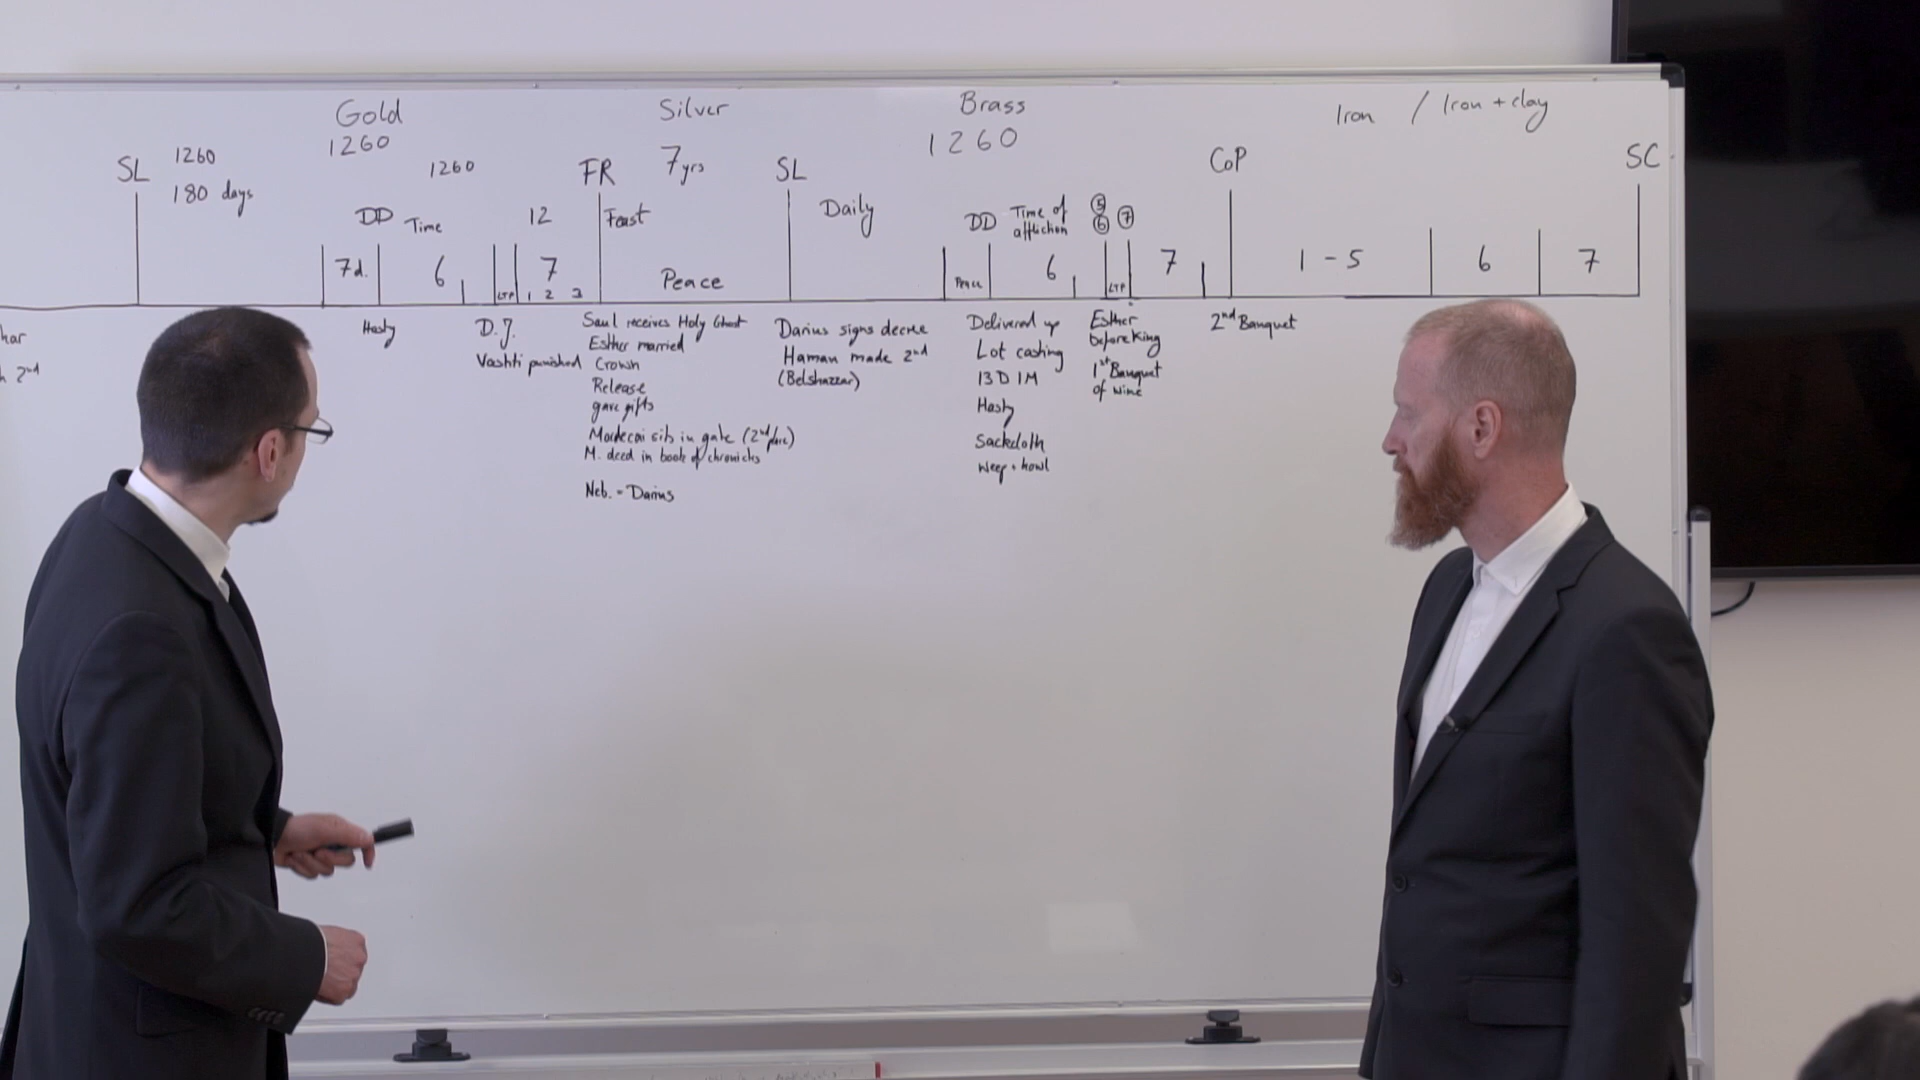 Gold
Silver
Brass
Iron / Iron + clay
1260
1260
1260
1260
7yrs
SL
180 days
FR
SL
CoP
SC
DD
Time
12
Feast
Daily
DD
Time of
affliction
5
6
7
7d.
6
LTP
7
1 2 3
Peace
Peace
6
LTP
7
1 - 5
6
7
har
h 2nd
Hasty
D.J.
Vashti punished
Saul receives Holy Ghost
Esther married
Crown
Release
gave gifts
Mordecai sits in gate (2nd place)
M. deed in book of chronicles
Neb. = Darius
Darius signs decree
Haman made 2nd
(Belshazzar)
Delivered up
Lot casting
13D 1M
Hasty
Sackcloth
Weep + howl
Esther
before King
1st Banquet
of wine
2nd Banquet